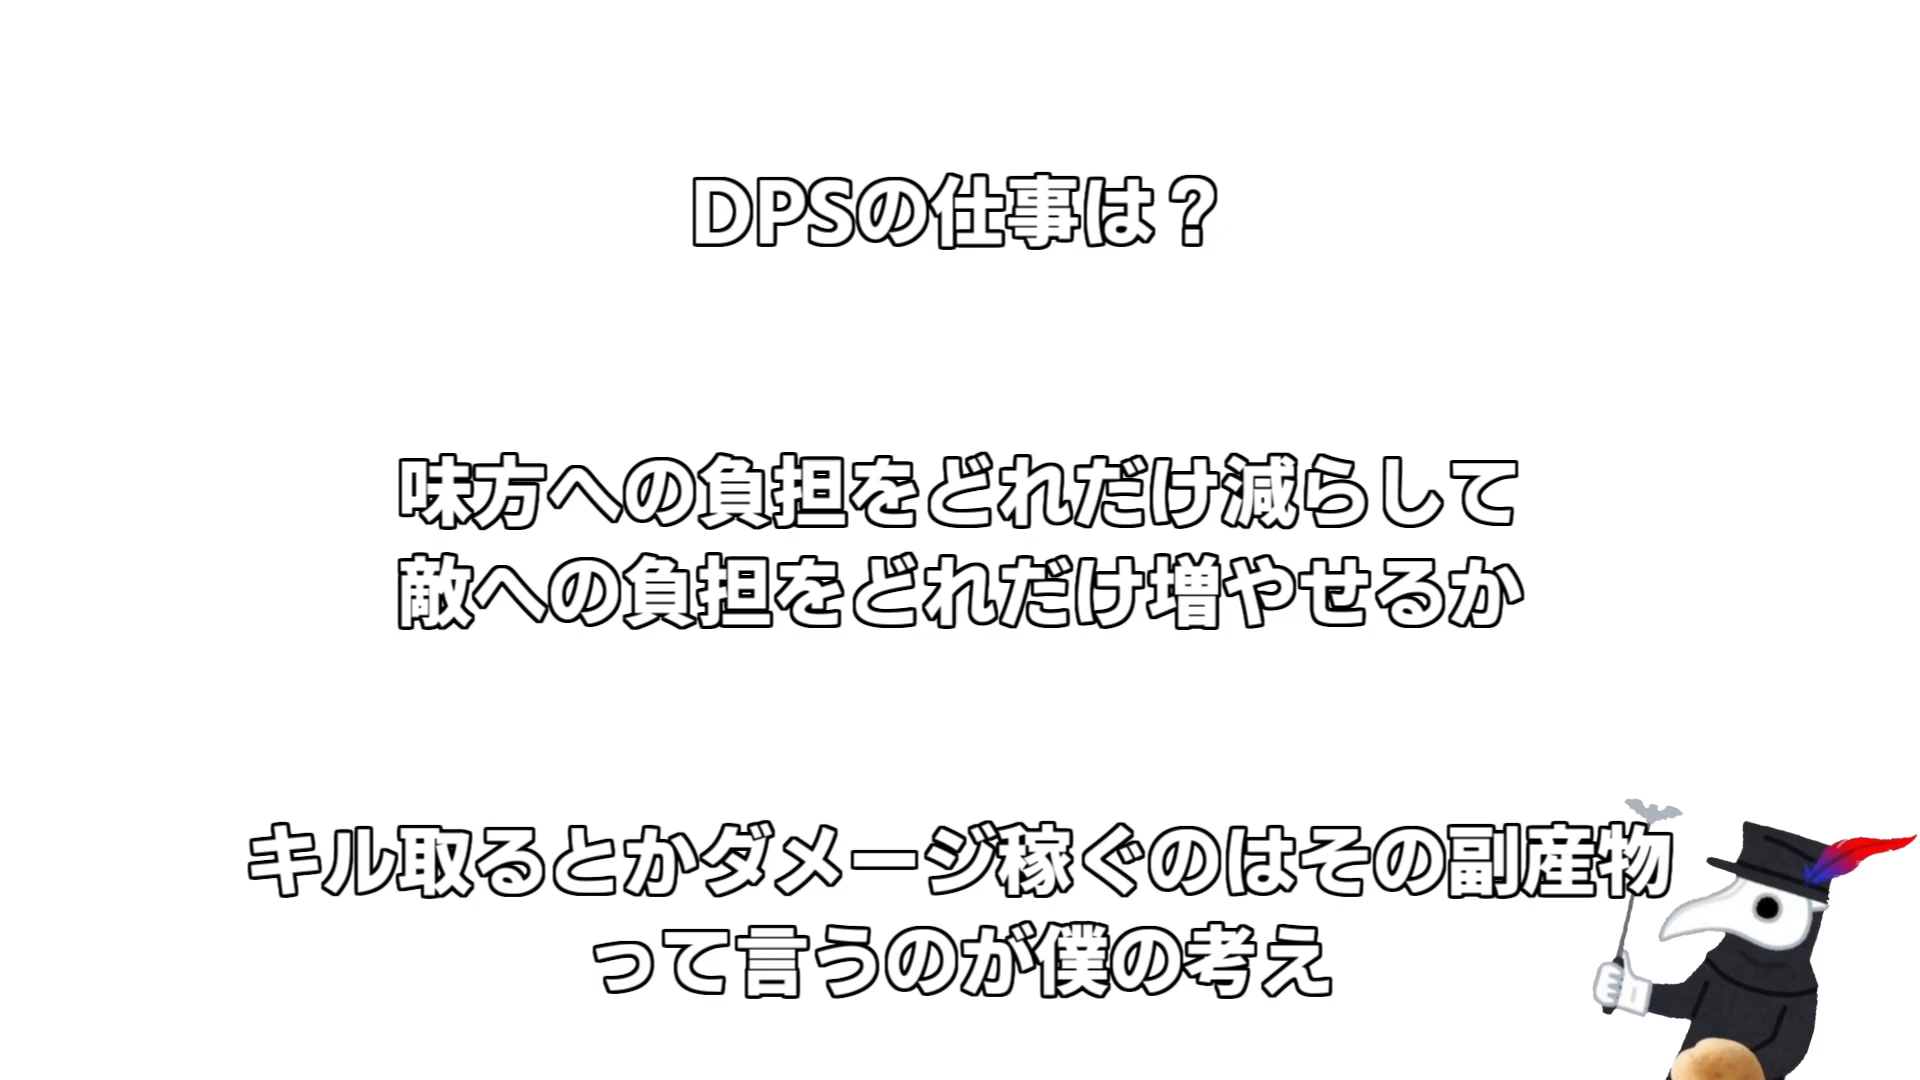 DPSの仕事は？
味方への負担をどれだけ減らして
敵への負担をどれだけ増やせるか
キル取るとかダメージ稼ぐのはその副産物
って言うのが僕の考え